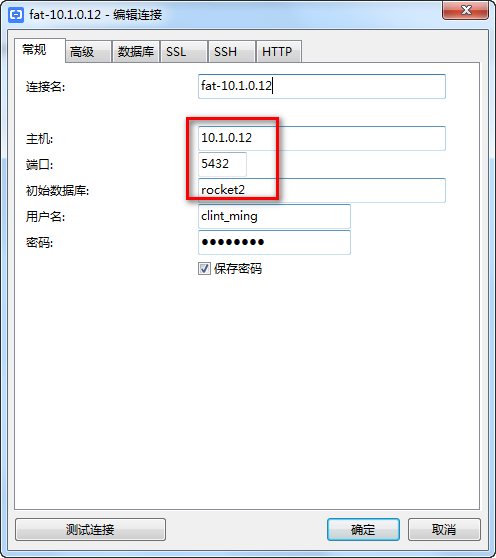 fat-10.1.0.12 - 编辑连接
常规 高级 数据库 SSL SSH HTTP
连接名: fat-10.1.0.12
主机: 10.1.0.12
端口: 5432
初始数据库: rocket2
用户名: clint_ming
密码: ●●●●●●●●
保存密码
测试连接 确定 取消